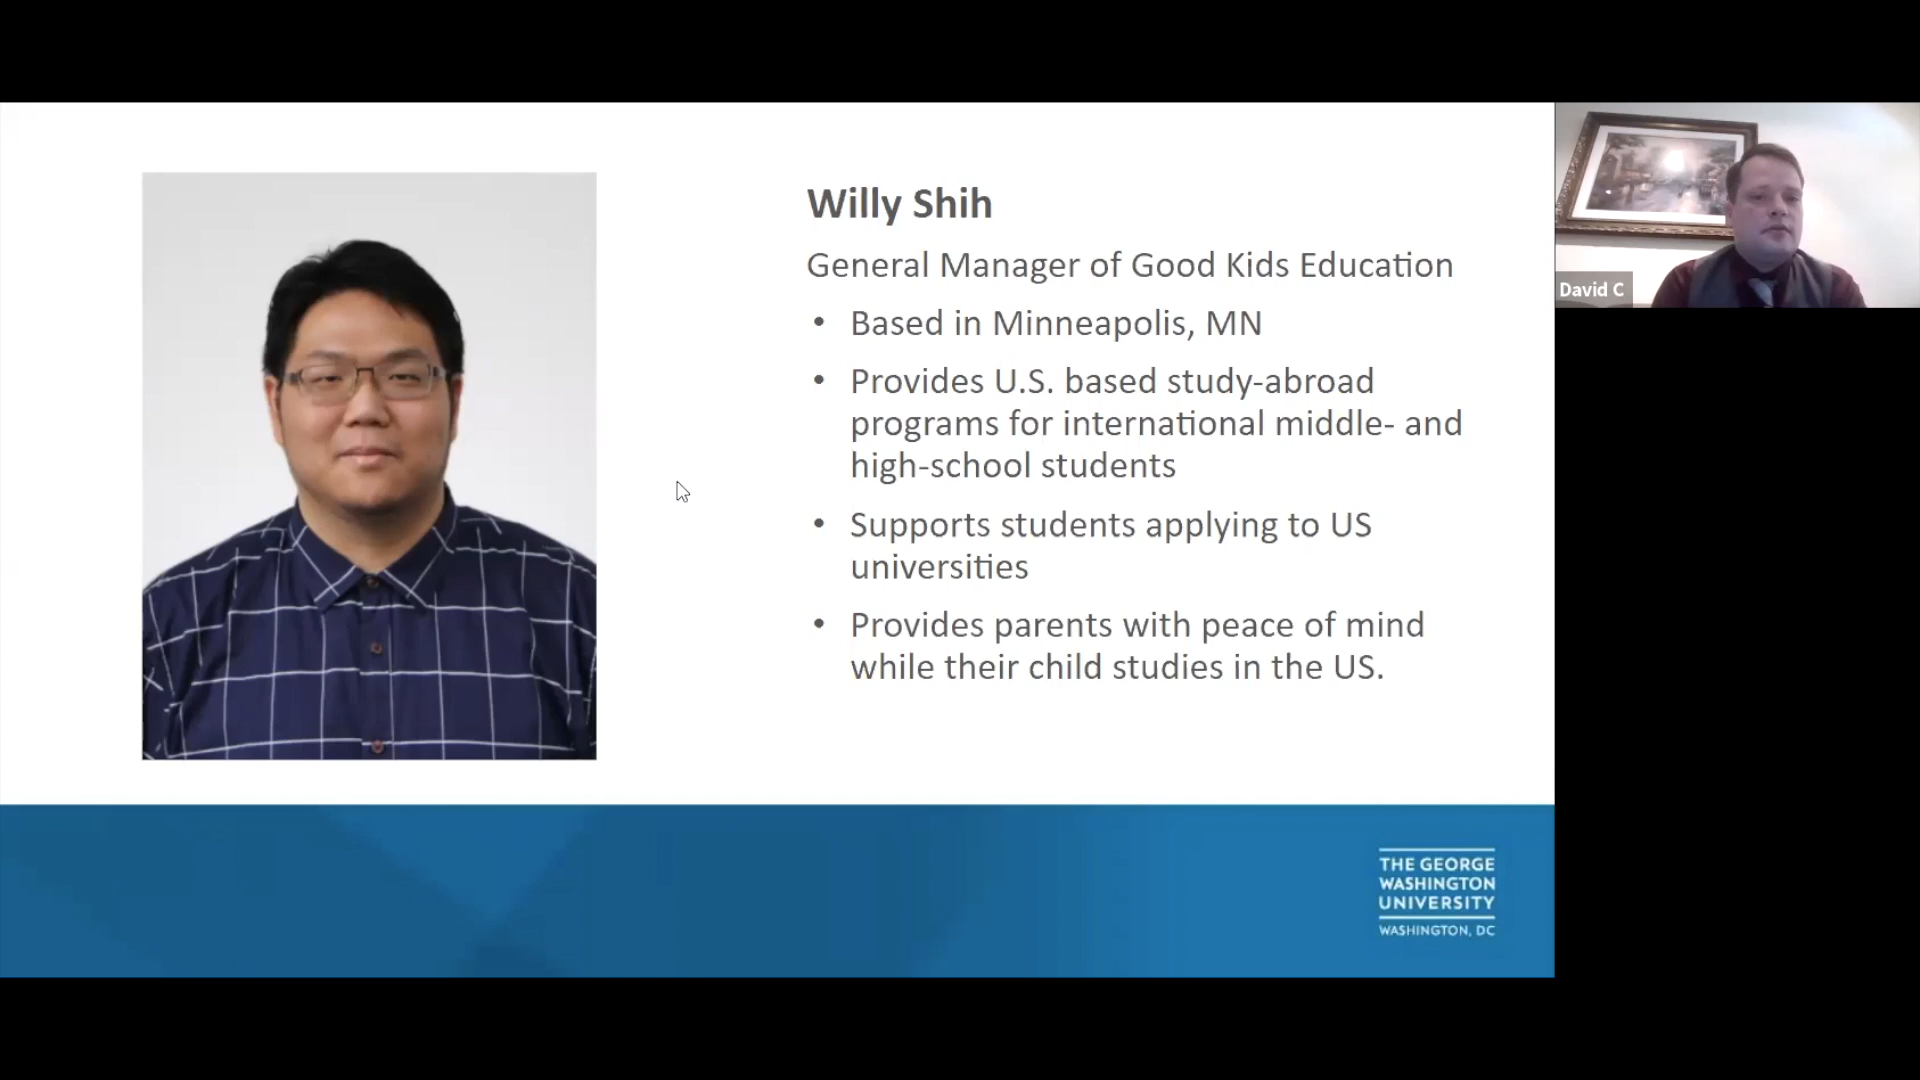 Willy Shih
General Manager of Good Kids Education
• Based in Minneapolis, MN
• Provides U.S. based study-abroad
programs for international middle- and
high-school students
• Supports students applying to US
universities
• Provides parents with peace of mind
while their child studies in the US.
David C
THE GEORGE
WASHINGTON
UNIVERSITY
WASHINGTON, DC